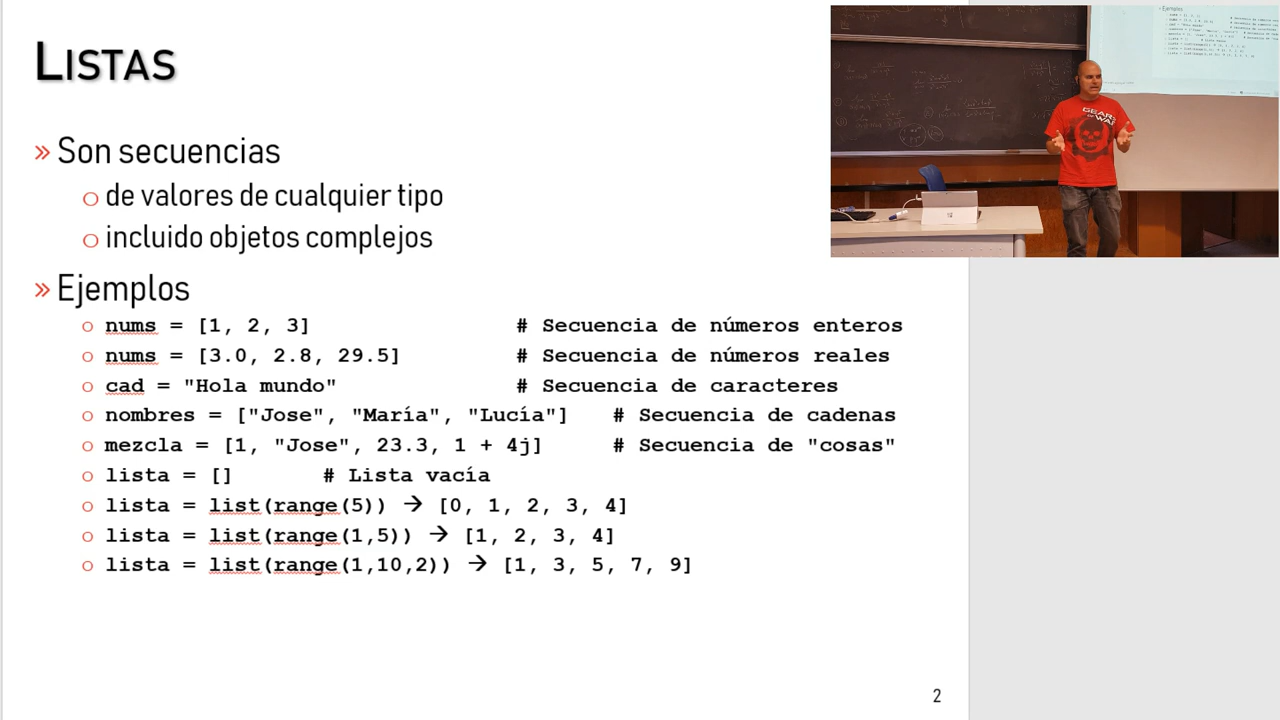 LISTAS
» Son secuencias
o de valores de cualquier tipo
o incluido objetos complejos
» Ejemplos
o nums = [1, 2, 3] # Secuencia de números enteros
o nums = [3.0, 2.8, 29.5] # Secuencia de números reales
o cad = "Hola mundo" # Secuencia de caracteres
o nombres = ["Jose", "María", "Lucía"] # Secuencia de cadenas
o mezcla = [1, "Jose", 23.3, 1 + 4j] # Secuencia de "cosas"
o lista = [] # Lista vacía
o lista = list(range(5)) → [0, 1, 2, 3, 4]
o lista = list(range(1,5)) → [1, 2, 3, 4]
o lista = list(range(1,10,2)) → [1, 3, 5, 7, 9]
2
Ejemplos
GEARS
OF WAR